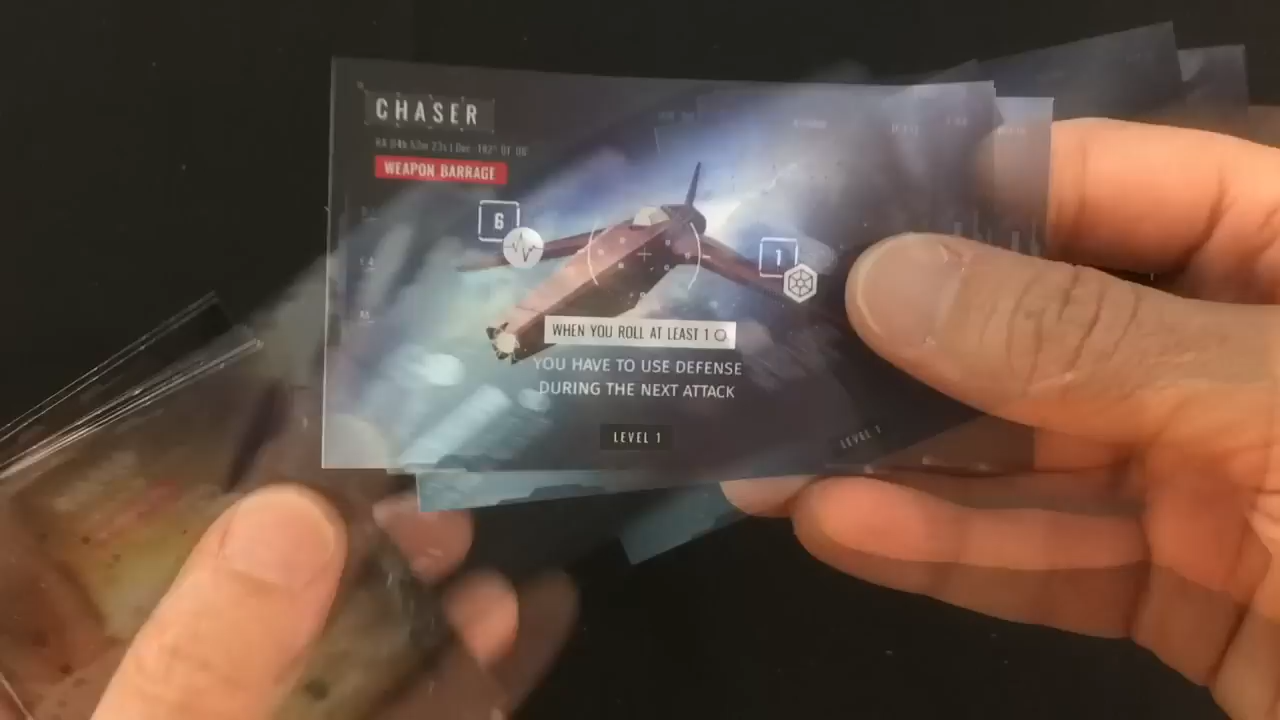 CHASER
WEAPON BARRAGE
6
1
WHEN YOU ROLL AT LEAST 1
YOU HAVE TO USE DEFENSE
DURING THE NEXT ATTACK
LEVEL 1
LEVEL 1